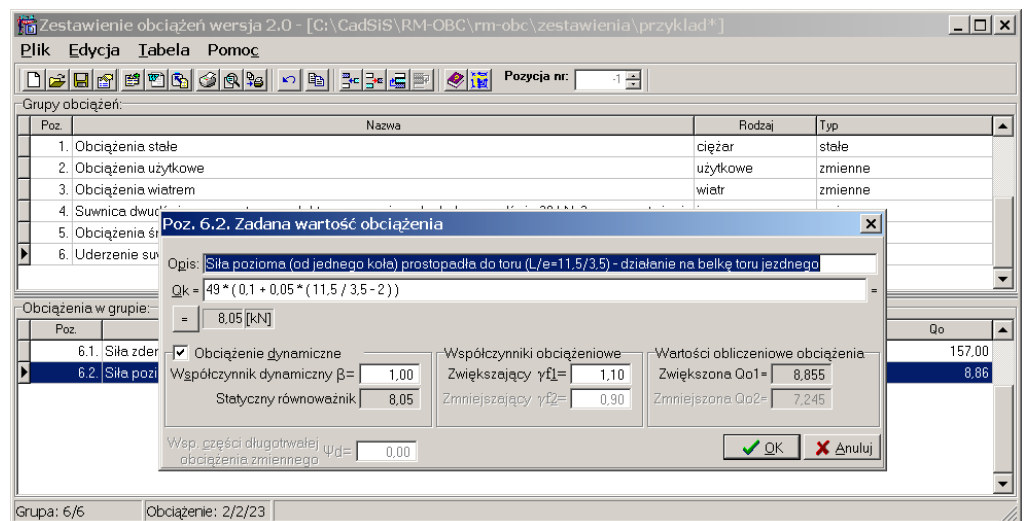 Zestawienie obciążeń wersja 2.0 - [C:\CadSiS\RM-OBC\rm-obc\zestawienia\przyklad*]
Plik Edycja Tabela Pomoc
Pozycja nr: -1
Grupy obciążeń:
Poz. Nazwa Rodzaj Typ
1. Obciążenia stałe ciężar stałe
2. Obciążenia użytkowe użytkowe zmienne
3. Obciążenia wiatrem wiatr zmienne
4.
5. Obciążenia
6. Uderzenie
Poz. 6.2. Zadana wartość obciążenia
Opis: Siła pozioma (od jednego koła) prostopadła do toru (L/e=11,5/3,5) - działanie na belkę toru jezdnego
Qk = 49 * ( 0,1 + 0,05 * ( 11,5 / 3,5 - 2 ) ) =
= 8,05 [kN]
Obciążenie dynamiczne
Współczynnik dynamiczny β= 1,00
Statyczny równoważnik 8,05
Współczynniki obciążeniowe
Zwiększający γf1= 1,10
Zmniejszający γf2= 0,90
Wartości obliczeniowe obciążenia
Zwiększona Qo1= 8,855
Zmniejszona Qo2= 7,245
Wsp. części długotrwałej
obciążenia zmiennego Ψd= 0,00
OK Anuluj
Obciążenia w grupie:
Poz. Qo
6.1. Siła 157,00
6.2. Siła 8,86
Grupa: 6/6 Obciążenie: 2/2/23